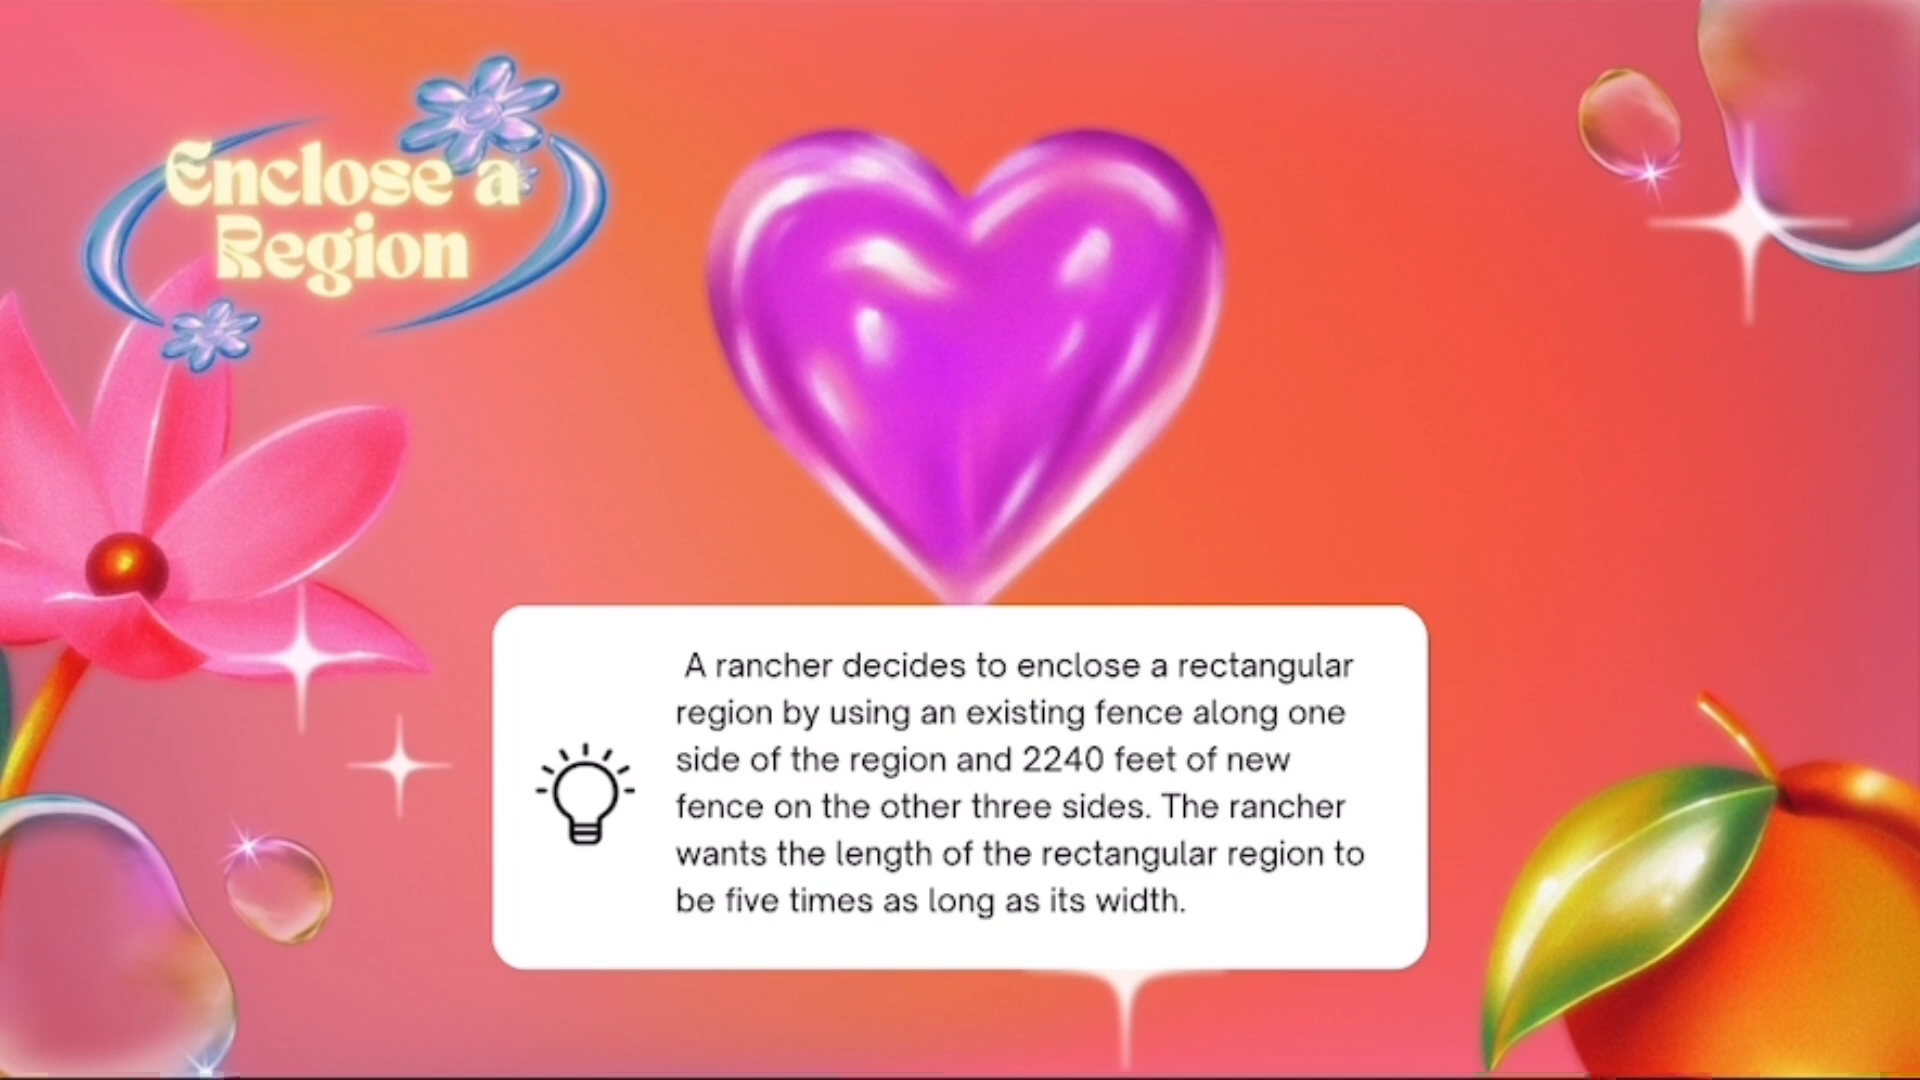 Enclose a
Region
A rancher decides to enclose a rectangular
region by using an existing fence along one
side of the region and 2240 feet of new
fence on the other three sides. The rancher
wants the length of the rectangular region to
be five times as long as its width.